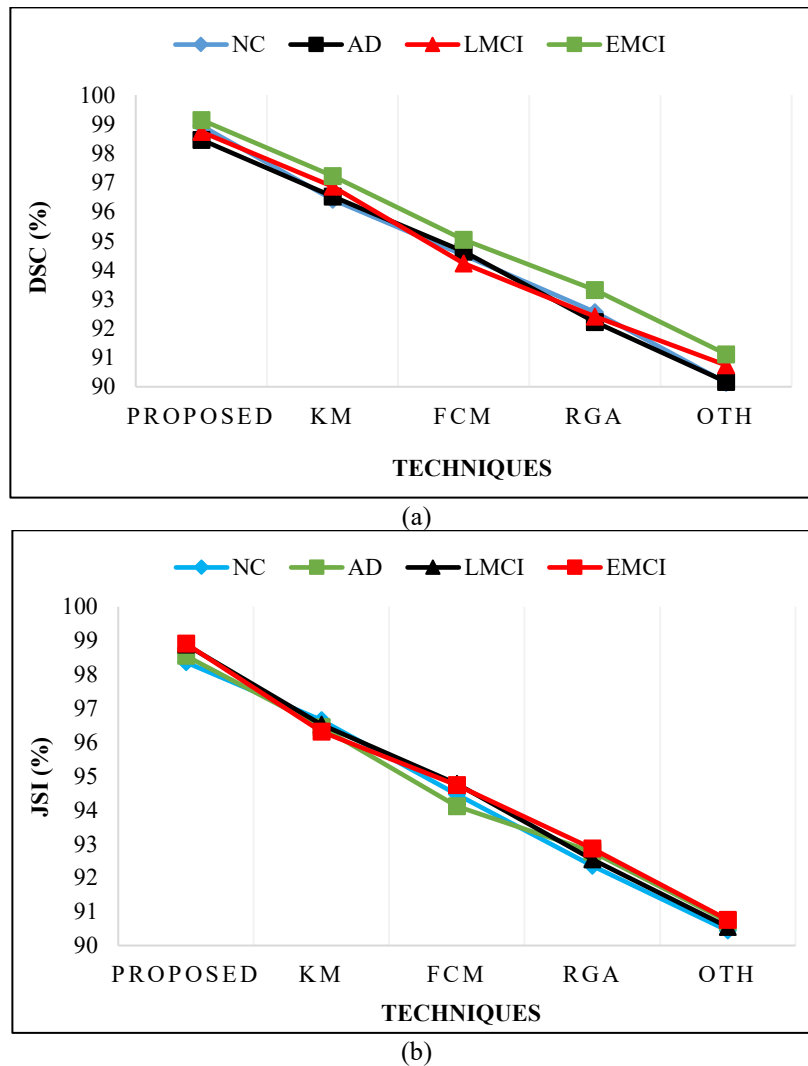 NC AD LMCI EMCI
100
99
98
97
96
95
94
93
92
91
90
DSC (%)
PROPOSED KM FCM RGA OTH
TECHNIQUES
(a)
NC AD LMCI EMCI
100
99
98
97
96
95
94
93
92
91
90
JSI (%)
PROPOSED KM FCM RGA OTH
TECHNIQUES
(b)